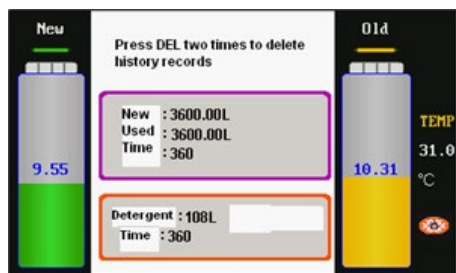 New
Press DEL two times to delete
history records
Old
New : 3600.00L
Used : 3600.00L
Time : 360
TEMP
31.0
°C
9.55
10.31
Detergent : 108L
Time : 360